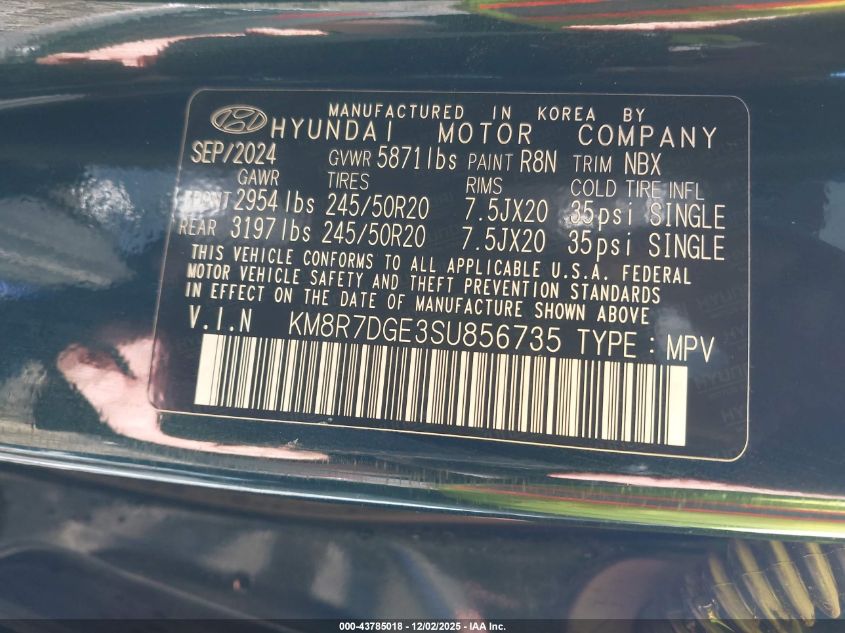 MANUFACTURED IN KOREA BY
HYUNDAI MOTOR COMPANY
SEP/2024 GVWR 5871lbs PAINT R8N TRIM NBX
GAWR TIRES RIMS COLD TIRE INFL
FRONT 2954lbs 245/50R20 7.5JX20 35psi SINGLE
REAR 3197lbs 245/50R20 7.5JX20 35psi SINGLE
THIS VEHICLE CONFORMS TO ALL APPLICABLE U.S.A. FEDERAL
MOTOR VEHICLE SAFETY AND THEFT PREVENTION STANDARDS
IN EFFECT ON THE DATE OF MANUFACTURE SHOWN ABOVE
V.I.N KM8R7DGE3SU856735 TYPE : MPV
000-43785018 - 12/02/2025 - IAA Inc.